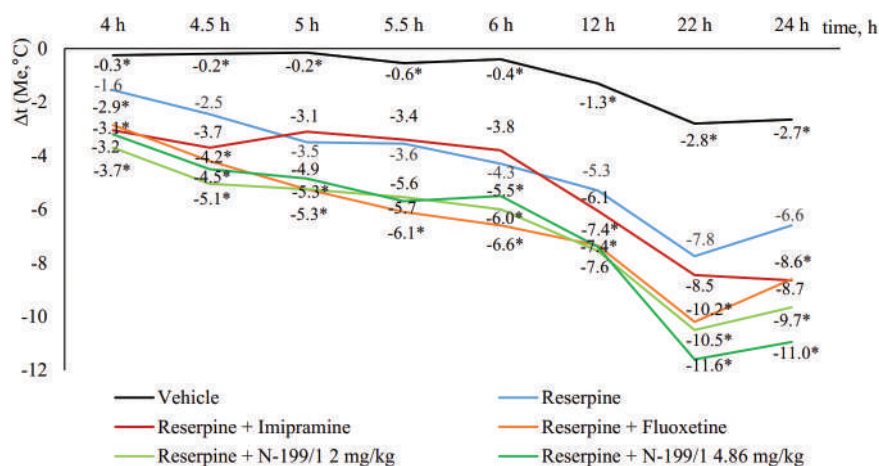 4 h 4.5 h 5 h 5.5 h 6 h 12 h 22 h 24 h time, h
Δt (Me,°C)
0
-2
-4
-6
-8
-10
-12
-0.3* -0.2* -0.2* -0.6* -0.4* -1.3* -2.8* -2.7*
-1.6 -2.5 -3.5 -3.6 -4.3 -5.3 -7.8 -6.6
-3.1* -3.7 -3.1 -3.4 -3.8 -6.1 -8.5 -8.7
-2.9* -4.2* -5.3* -6.1* -6.6* -7.4* -10.2* -8.6*
-3.7* -5.1* -5.3* -5.6 -6.0* -7.6 -10.5* -9.7*
-3.2 -4.5* -4.9 -5.7 -5.5* -7.4* -11.6* -11.0*
Vehicle Reserpine
Reserpine + Imipramine Reserpine + Fluoxetine
Reserpine + N-199/1 2 mg/kg Reserpine + N-199/1 4.86 mg/kg